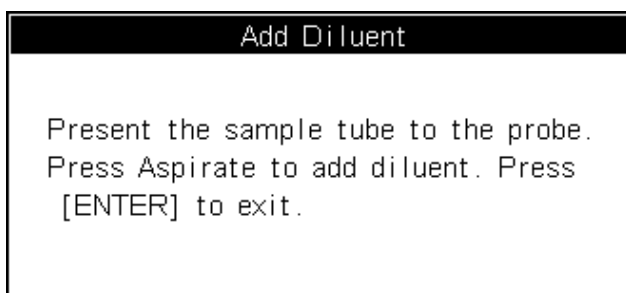 Add Diluent
Present the sample tube to the probe.
Press Aspirate to add diluent. Press
[ENTER] to exit.